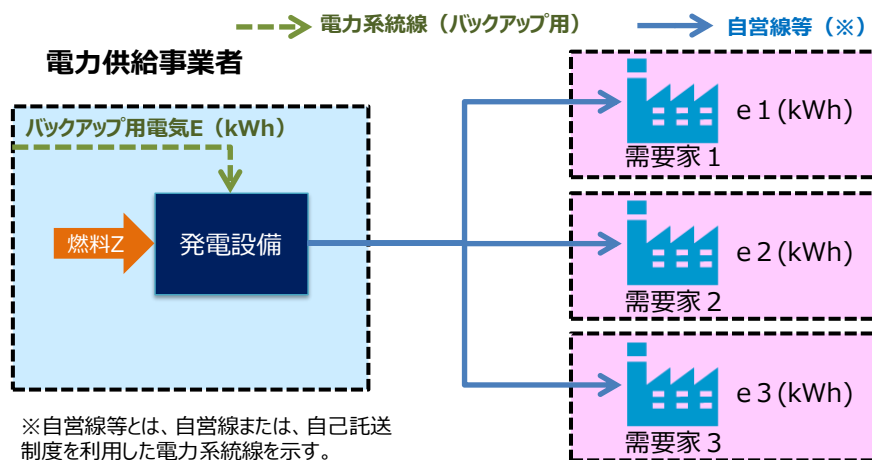 電力系統線（バックアップ用）
自営線等（※）
電力供給事業者
バックアップ用電気E（kWh）
燃料Z
発電設備
e１(kWh)
需要家１
e２(kWh)
需要家２
e３(kWh)
需要家３
※自営線等とは、自営線または、自己託送
制度を利用した電力系統線を示す。